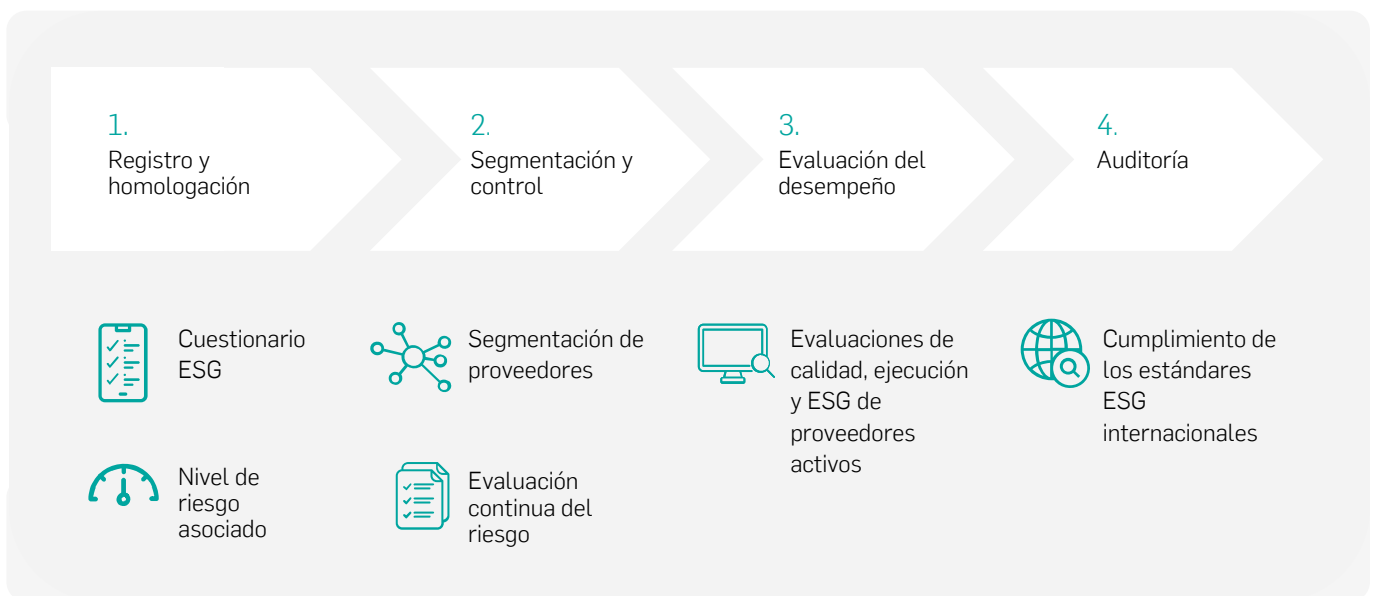 1.
Registro y
homologación
2.
Segmentación y
control
3.
Evaluación del
desempeño
4.
Auditoría
Cuestionario
ESG
Nivel de
riesgo
asociado
Segmentación de
proveedores
Evaluación
continua del
riesgo
Evaluaciones de
calidad, ejecución
y ESG de
proveedores
activos
Cumplimiento de
los estándares
ESG
internacionales